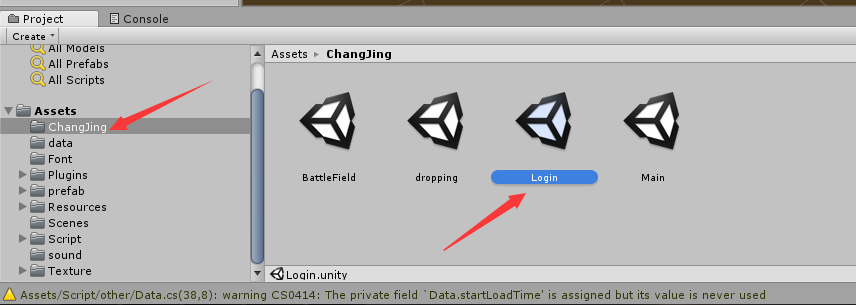 Project
Console
Create
All Models
All Prefabs
All Scripts
Assets
ChangJing
data
Font
Plugins
prefab
Resources
Scenes
Script
sound
Texture
Assets ▸ ChangJing
BattleField
dropping
Login
Main
Login.unity
Assets/Script/other/Data.cs(38,8): warning CS0414: The private field `Data.startLoadTime' is assigned but its value is never used